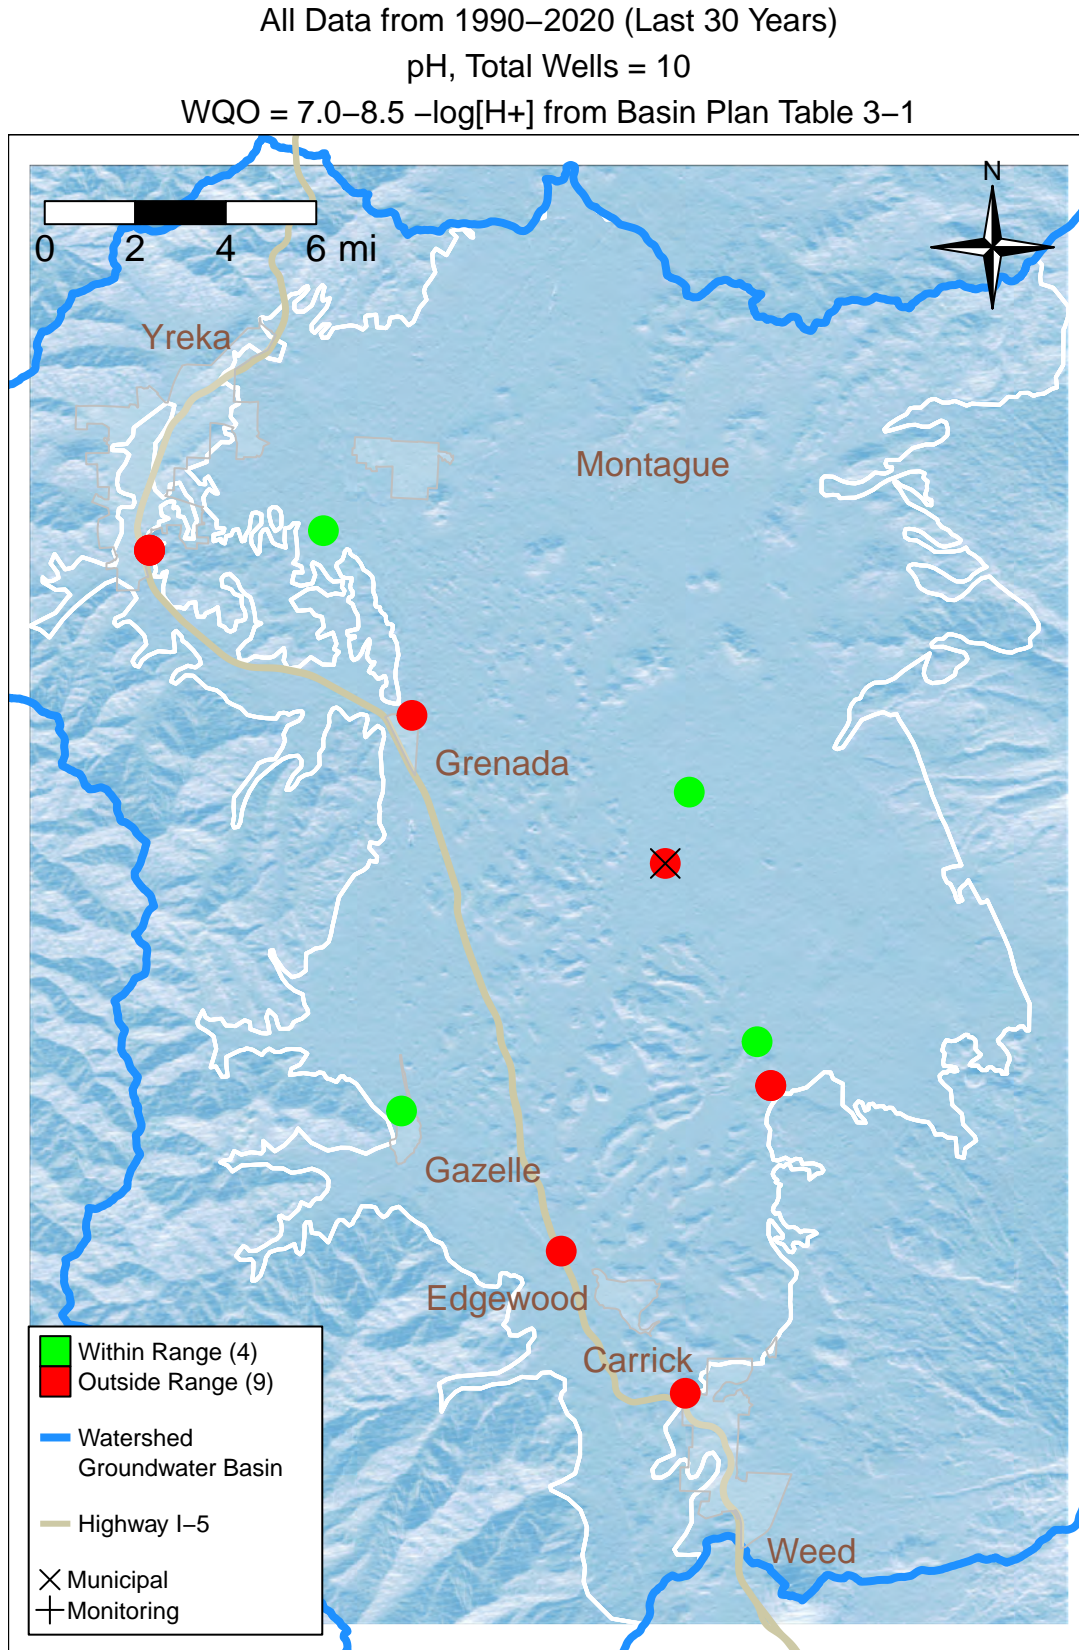 All Data from 1990–2020 (Last 30 Years)
pH, Total Wells = 10
WQO = 7.0–8.5 –log[H+] from Basin Plan Table 3–1
N
0 2 4 6 mi
Yreka
Montague
Grenada
Gazelle
Edgewood
Carrick
Weed
Within Range (4)
Outside Range (9)
Watershed
Groundwater Basin
Highway I–5
Municipal
Monitoring